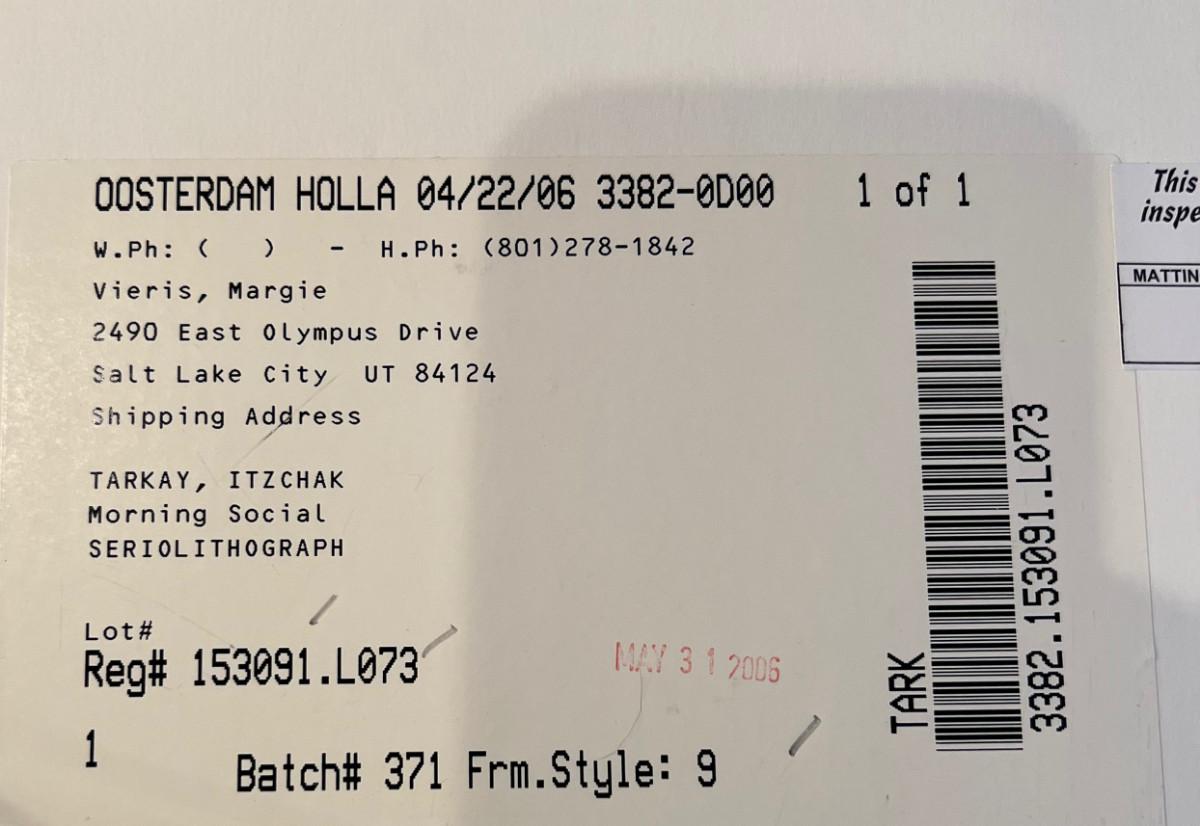 OOSTERDAM HOLLA 04/22/06 3382-0D00 1 of 1
W.Ph: ( ) - H.Ph: (801)278-1842
Vieris, Margie
2490 East Olympus Drive
Salt Lake City UT 84124
Shipping Address
TARKAY, ITZCHAK
Morning Social
SERIOLITHOGRAPH
Lot#
Reg# 153091.L073
MAY 31 2006
1
Batch# 371 Frm.Style: 9
TARK
3382.153091.L073
This
inspe
MATTIN